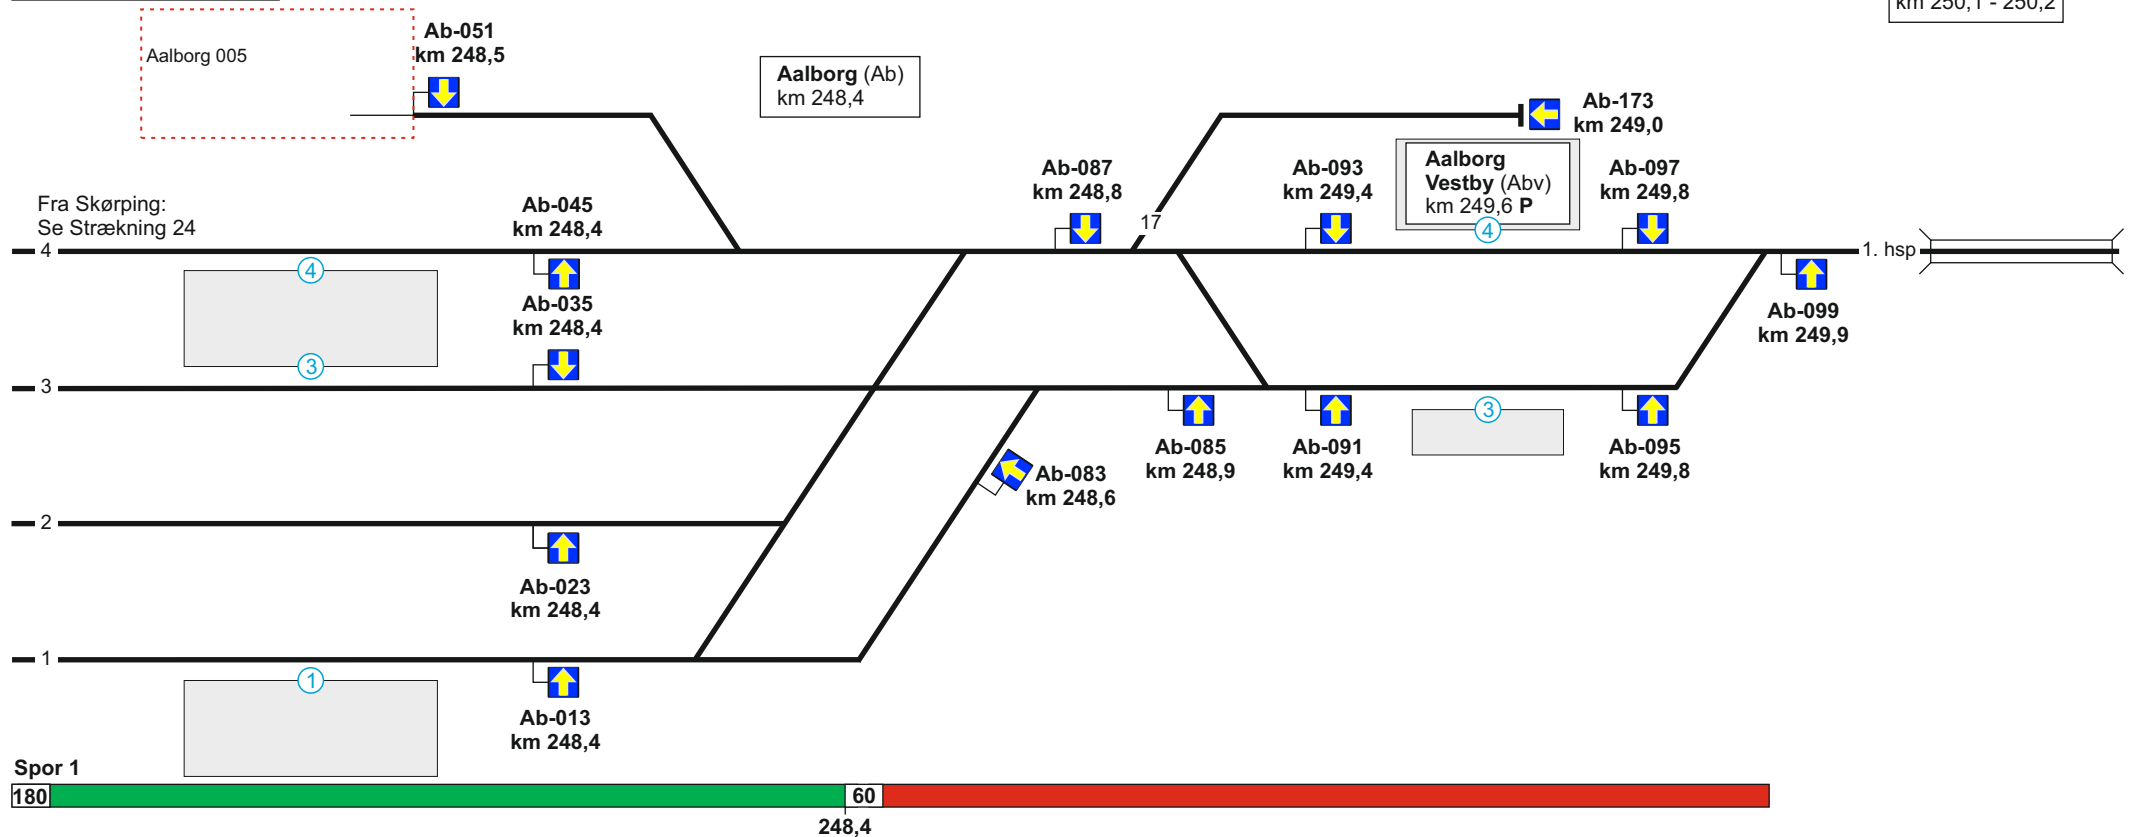 km 250,1 - 250,2
Ab-051
km 248,5
Aalborg 005
Aalborg (Ab)
km 248,4
Ab-173
km 249,0
Ab-087
km 248,8
Ab-093
km 249,4
Aalborg
Vestby (Abv)
km 249,6 P
4
Ab-097
km 249,8
Fra Skørping:
Se Strækning 24
Ab-045
km 248,4
17
4
1. hsp
4
Ab-035
km 248,4
Ab-099
km 249,9
3
3
3
Ab-085
km 248,9
Ab-091
km 249,4
Ab-095
km 249,8
Ab-083
km 248,6
2
Ab-023
km 248,4
1
1
Ab-013
km 248,4
Spor 1
180
60
248,4